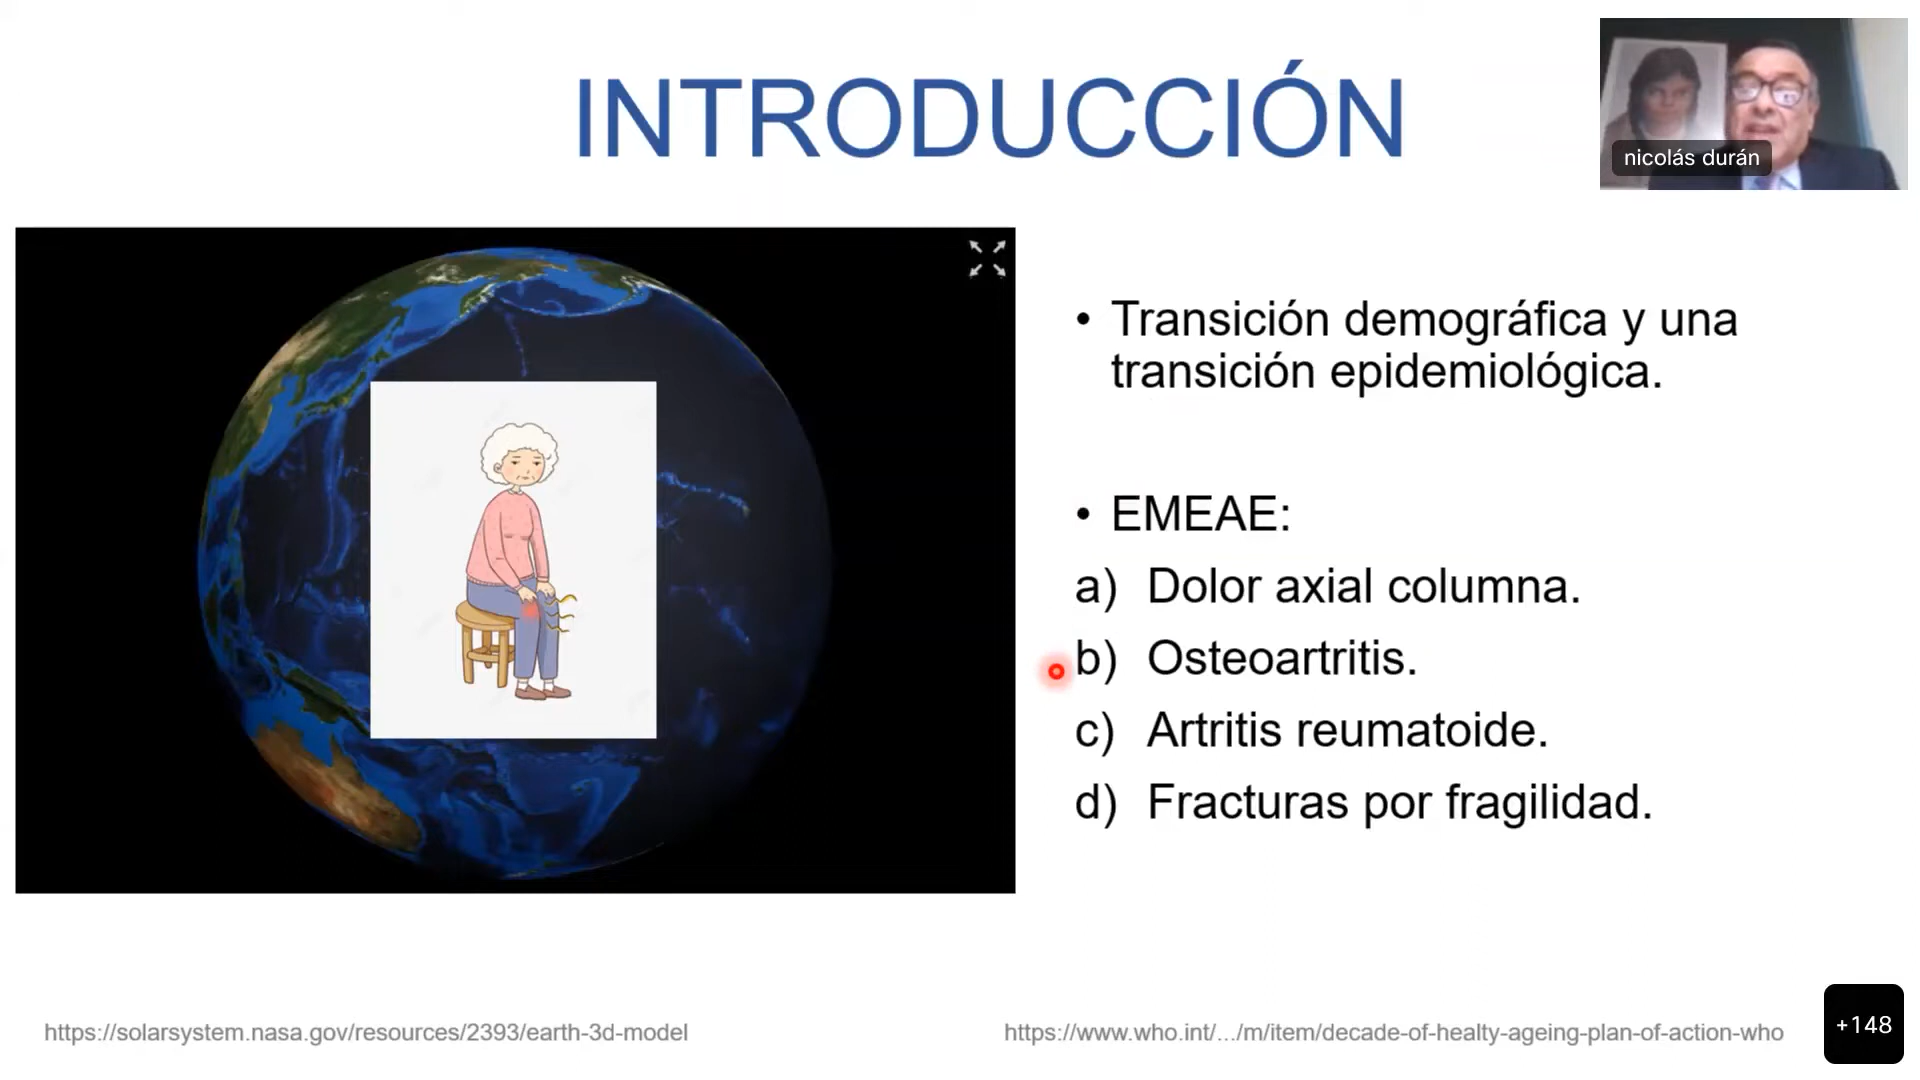 INTRODUCCIÓN
nicolás durán
• Transición demográfica y una
transición epidemiológica.
• EMEAE:
a) Dolor axial columna.
b) Osteoartritis.
c) Artritis reumatoide.
d) Fracturas por fragilidad.
https://solarsystem.nasa.gov/resources/2393/earth-3d-model
https://www.who.int/.../m/item/decade-of-healty-ageing-plan-of-action-who
+148